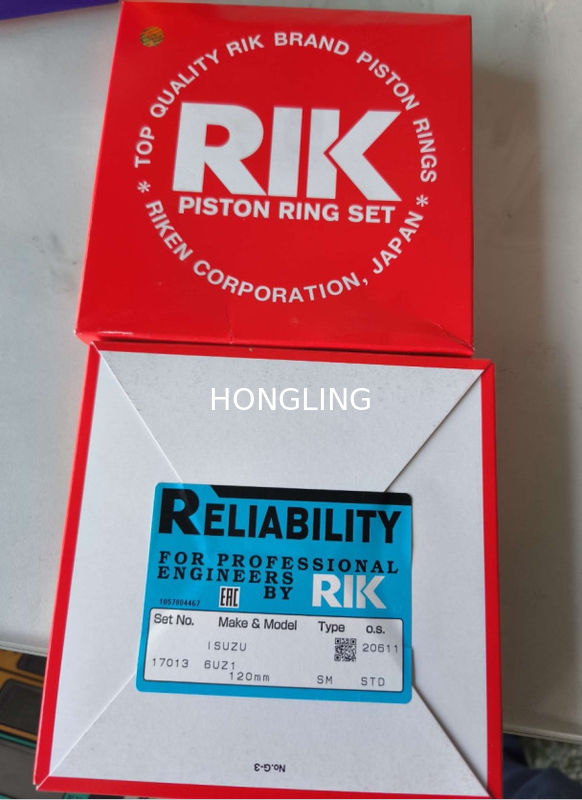 TOP QUALITY RIK BRAND PISTON RINGS
RIK
PISTON RING SET
* RIKEN CORPORATION, JAPAN *
HONGLING
RELIABILITY
FOR PROFESSIONAL
ENGINEERS
BY RIK
1057804467 EAC
Set No. Make & Model Type o.s.
ISUZU 20611
17013 6UZ1
120mm SM STD
No.G-3